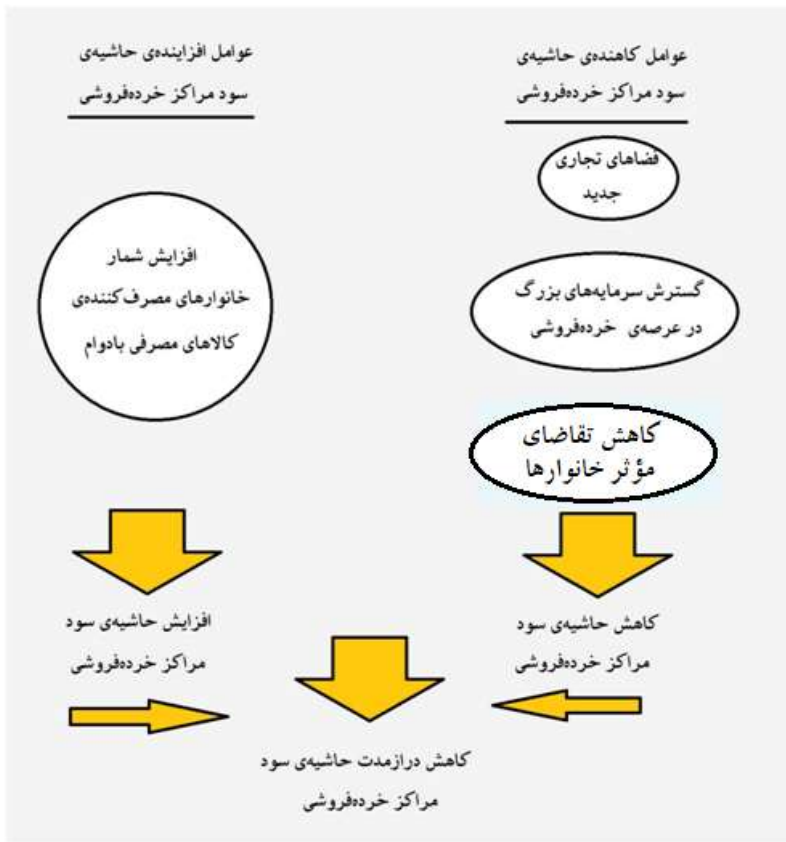 عوامل کاهنده‌ی حاشیه‌ی
سود مراکز خرده‌فروشی
فضاهای تجاری
جدید
گسترش سرمایه‌های بزرگ
در عرصه‌ی خرده‌فروشی
کاهش تقاضای
مؤثر خانوارها
کاهش حاشیه‌ی سود
مراکز خرده‌فروشی
عوامل افزاینده‌ی حاشیه‌ی
سود مراکز خرده‌فروشی
افزایش شمار
خانوارهای مصرف‌کننده‌ی
کالاهای مصرفی بادوام
افزایش حاشیه‌ی سود
مراکز خرده‌فروشی
کاهش درازمدت حاشیه‌ی سود
مراکز خرده‌فروشی